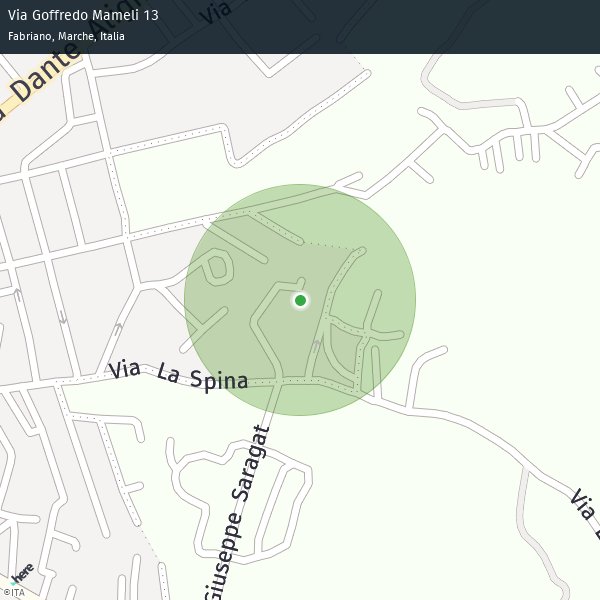 Via Goffredo Mameli 13
Fabriano, Marche, Italia
Via
Dante
Via La Spina
Giuseppe Saragat
Via
here
©ITA